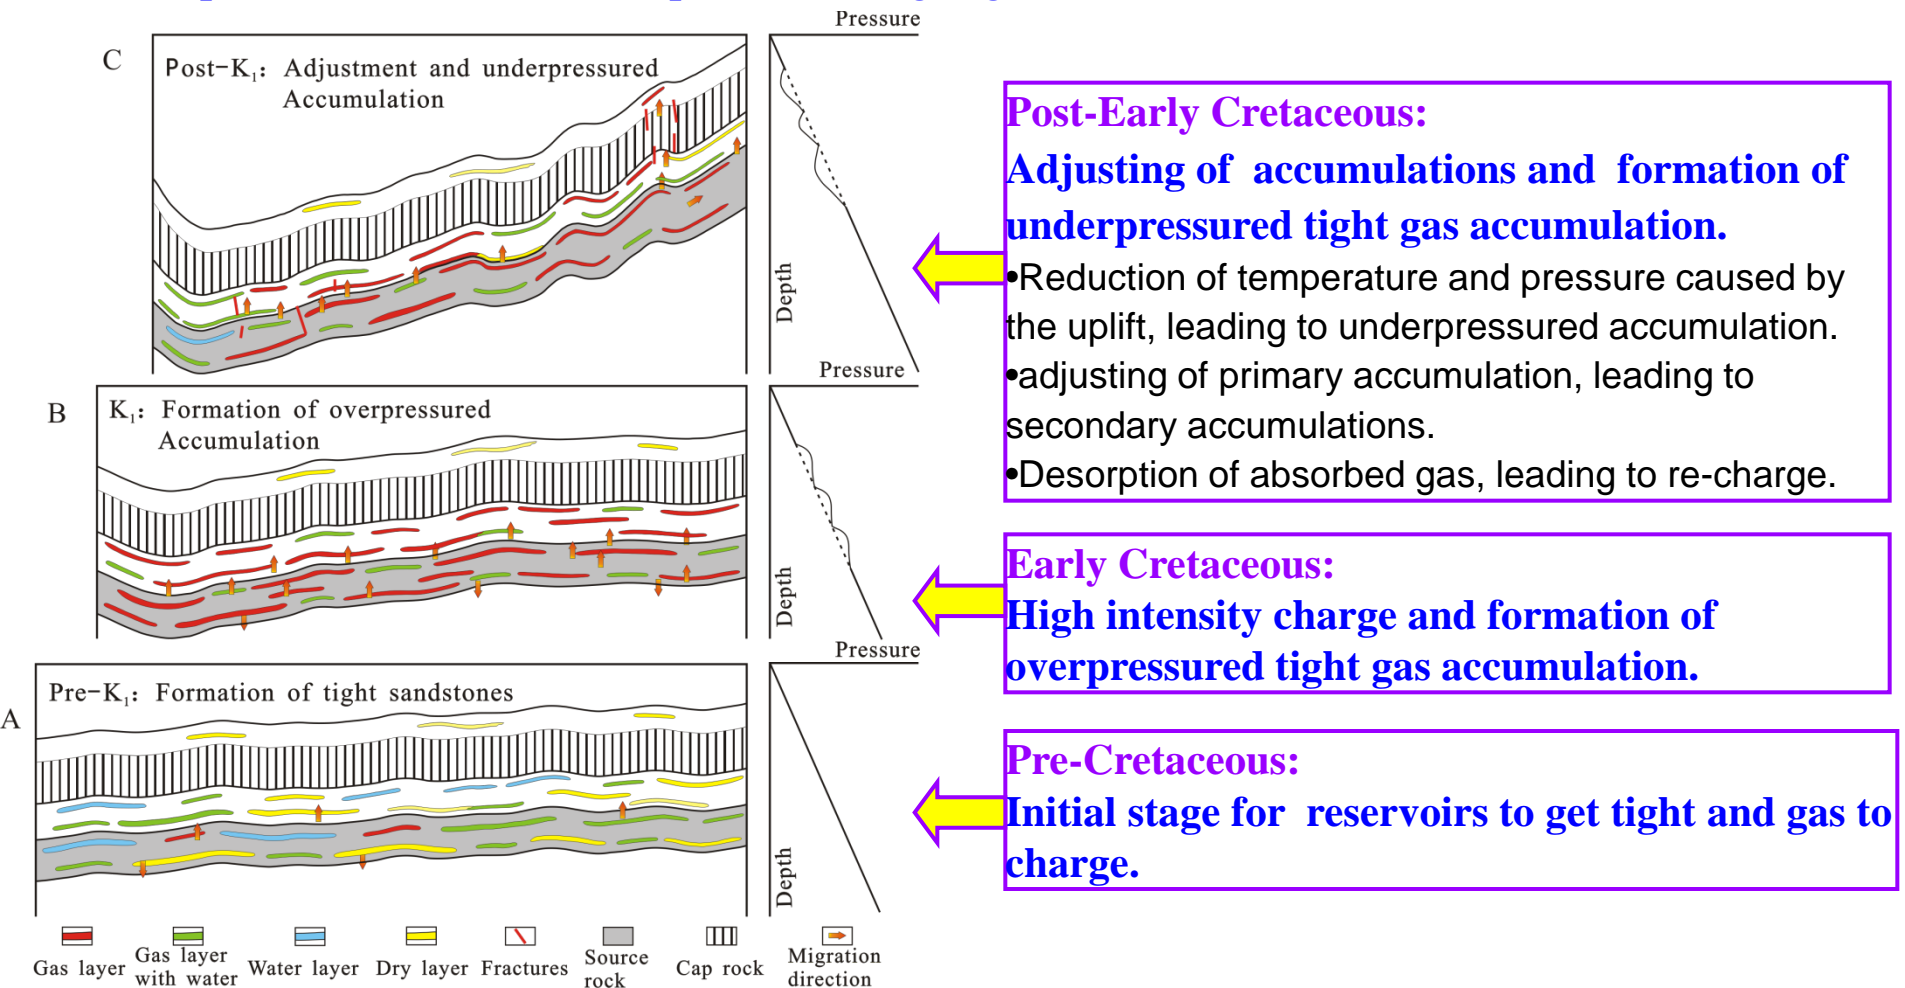 Pressure
C
Post-K₁: Adjustment and underpressured
Accumulation
Depth
Pressure
B
K₁: Formation of overpressured
Accumulation
Depth
Pressure
A
Pre-K₁: Formation of tight sandstones
Depth
Gas layer
Gas layer
with water
Water layer
Dry layer
Fractures
Source
rock
Cap rock
Migration
direction
Post-Early Cretaceous:
Adjusting of accumulations and formation of
underpressured tight gas accumulation.
•Reduction of temperature and pressure caused by
the uplift, leading to underpressured accumulation.
•adjusting of primary accumulation, leading to
secondary accumulations.
•Desorption of absorbed gas, leading to re-charge.
Early Cretaceous:
High intensity charge and formation of
overpressured tight gas accumulation.
Pre-Cretaceous:
Initial stage for reservoirs to get tight and gas to
charge.